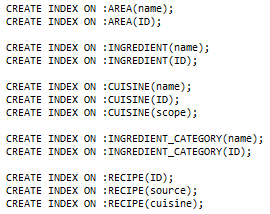 CREATE INDEX ON :AREA(name);
CREATE INDEX ON :AREA(ID);
CREATE INDEX ON :INGREDIENT(name);
CREATE INDEX ON :INGREDIENT(ID);
CREATE INDEX ON :CUISINE(name);
CREATE INDEX ON :CUISINE(ID);
CREATE INDEX ON :CUISINE(scope);
CREATE INDEX ON :INGREDIENT_CATEGORY(name);
CREATE INDEX ON :INGREDIENT_CATEGORY(ID);
CREATE INDEX ON :RECIPE(ID);
CREATE INDEX ON :RECIPE(source);
CREATE INDEX ON :RECIPE(cuisine);